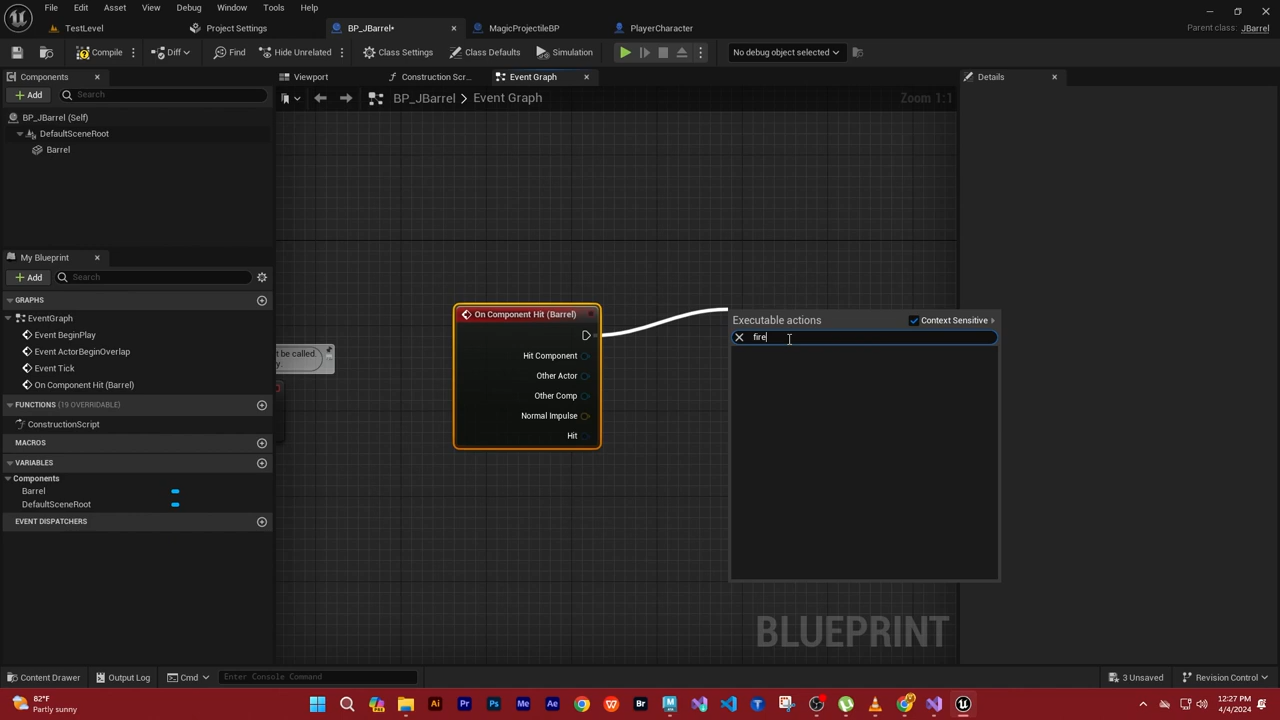 File Edit Asset View Debug Window Tools Help
TestLevel Project Settings BP_JBarrel* MagicProjectileBP PlayerCharacter Parent class: JBarrel
Compile Diff Find Hide Unrelated Class Settings Class Defaults Simulation No debug object selected
Components Viewport Construction Scr... Event Graph Details
Add Search BP_JBarrel > Event Graph Zoom 1:1
BP_JBarrel (Self)
DefaultSceneRoot
Barrel
My Blueprint
Add Search
GRAPHS
EventGraph
Event BeginPlay
Event ActorBeginOverlap
Event Tick
On Component Hit (Barrel)
FUNCTIONS (19 OVERRIDABLE)
ConstructionScript
MACROS
VARIABLES
Components
Barrel
DefaultSceneRoot
EVENT DISPATCHERS
t be called.
y.
On Component Hit (Barrel)
Hit Component
Other Actor
Other Comp
Normal Impulse
Hit
Executable actions Context Sensitive
fire
BLUEPRINT
Content Drawer Output Log Cmd Enter Console Command 3 Unsaved Revision Control
82°F
Partly sunny
Ai Pr Ps Me Ae Br
12:27 PM
4/4/2024